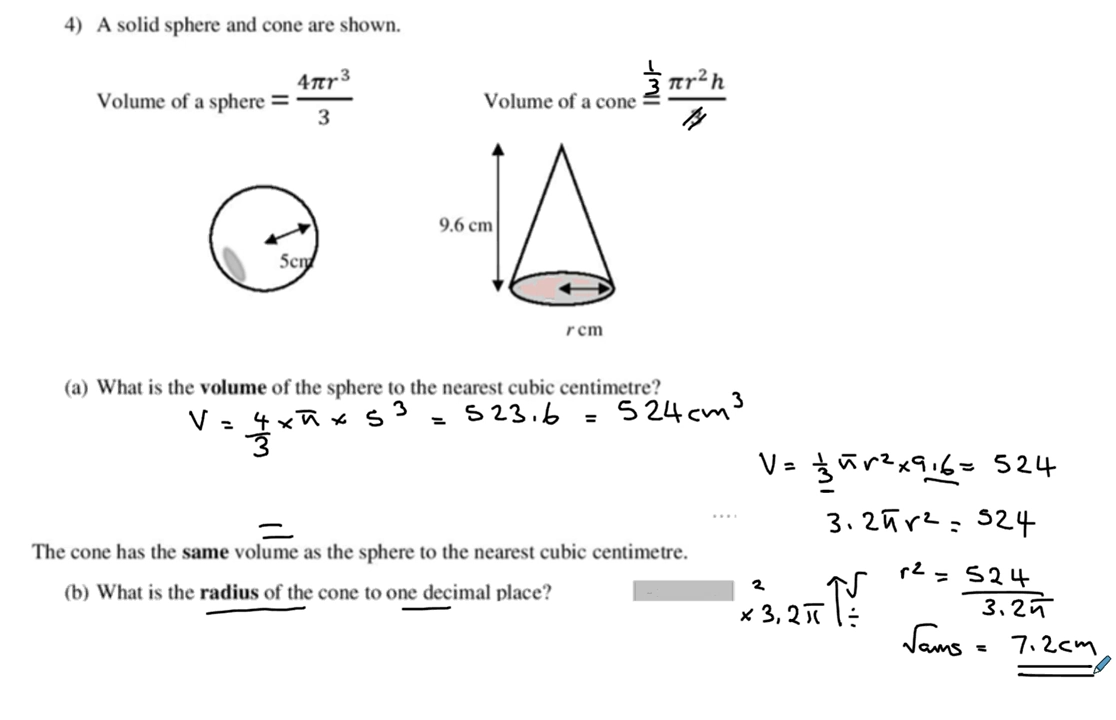 4) A solid sphere and cone are shown.
Volume of a sphere = 4πr³ / 3
Volume of a cone = 1/3 πr²h
9.6 cm
5cm
r cm
(a) What is the volume of the sphere to the nearest cubic centimetre?
V = 4/3 × π × 5³ = 523.6 = 524cm³
V = 1/3 πr² × 9.6 = 524
3.2πr² = 524
=
The cone has the same volume as the sphere to the nearest cubic centimetre.
(b) What is the radius of the cone to one decimal place?
r² = 524 / 3.2π
2 √
× 3.2π ÷
√ans = 7.2cm